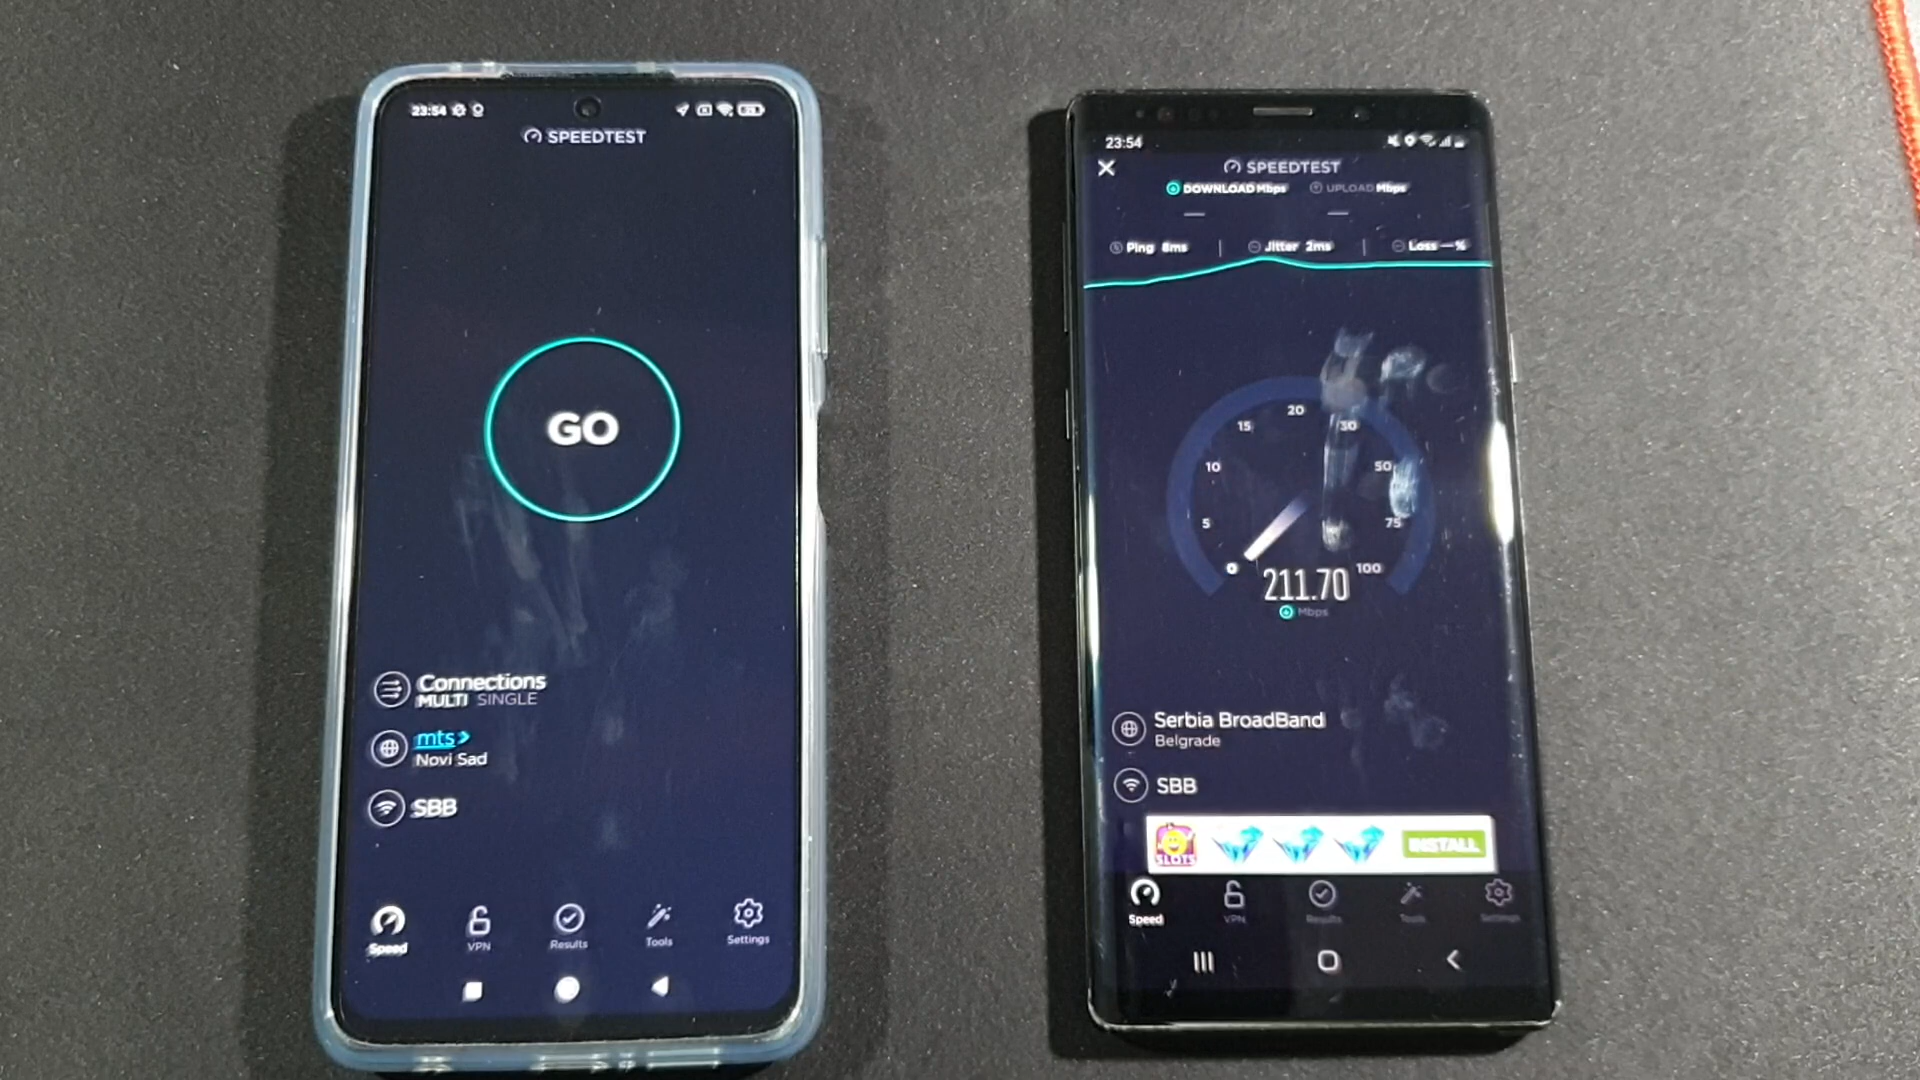 23:54
SPEEDTEST
GO
Connections
MULTI SINGLE
mts >
Novi Sad
SBB
Speed
VPN
Results
Tools
Settings
23:54
SPEEDTEST
DOWNLOAD Mbps UPLOAD Mbps
— —
Ping 8ms | Jitter 2ms | Loss — %
0
5
10
15
20
30
50
75
100
211.70
Mbps
Serbia BroadBand
Belgrade
SBB
SLOTS
INSTALL
Speed
VPN
Results
Tools
Settings